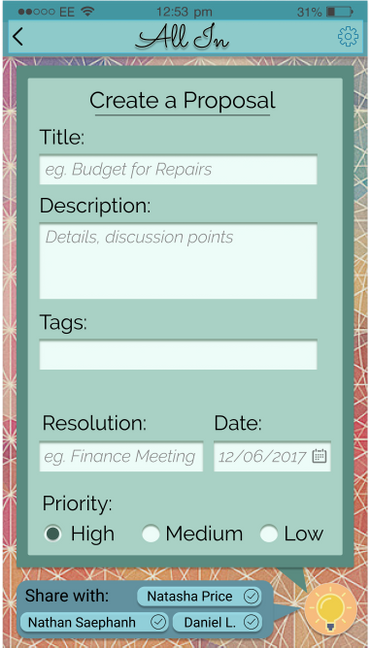 EE 12:53 pm 31%
All In
Create a Proposal
Title:
eg. Budget for Repairs
Description:
Details, discussion points
Tags:
Resolution: Date:
eg. Finance Meeting 12/06/2017
Priority:
High Medium Low
Share with: Natasha Price
Nathan Saephanh Daniel L.